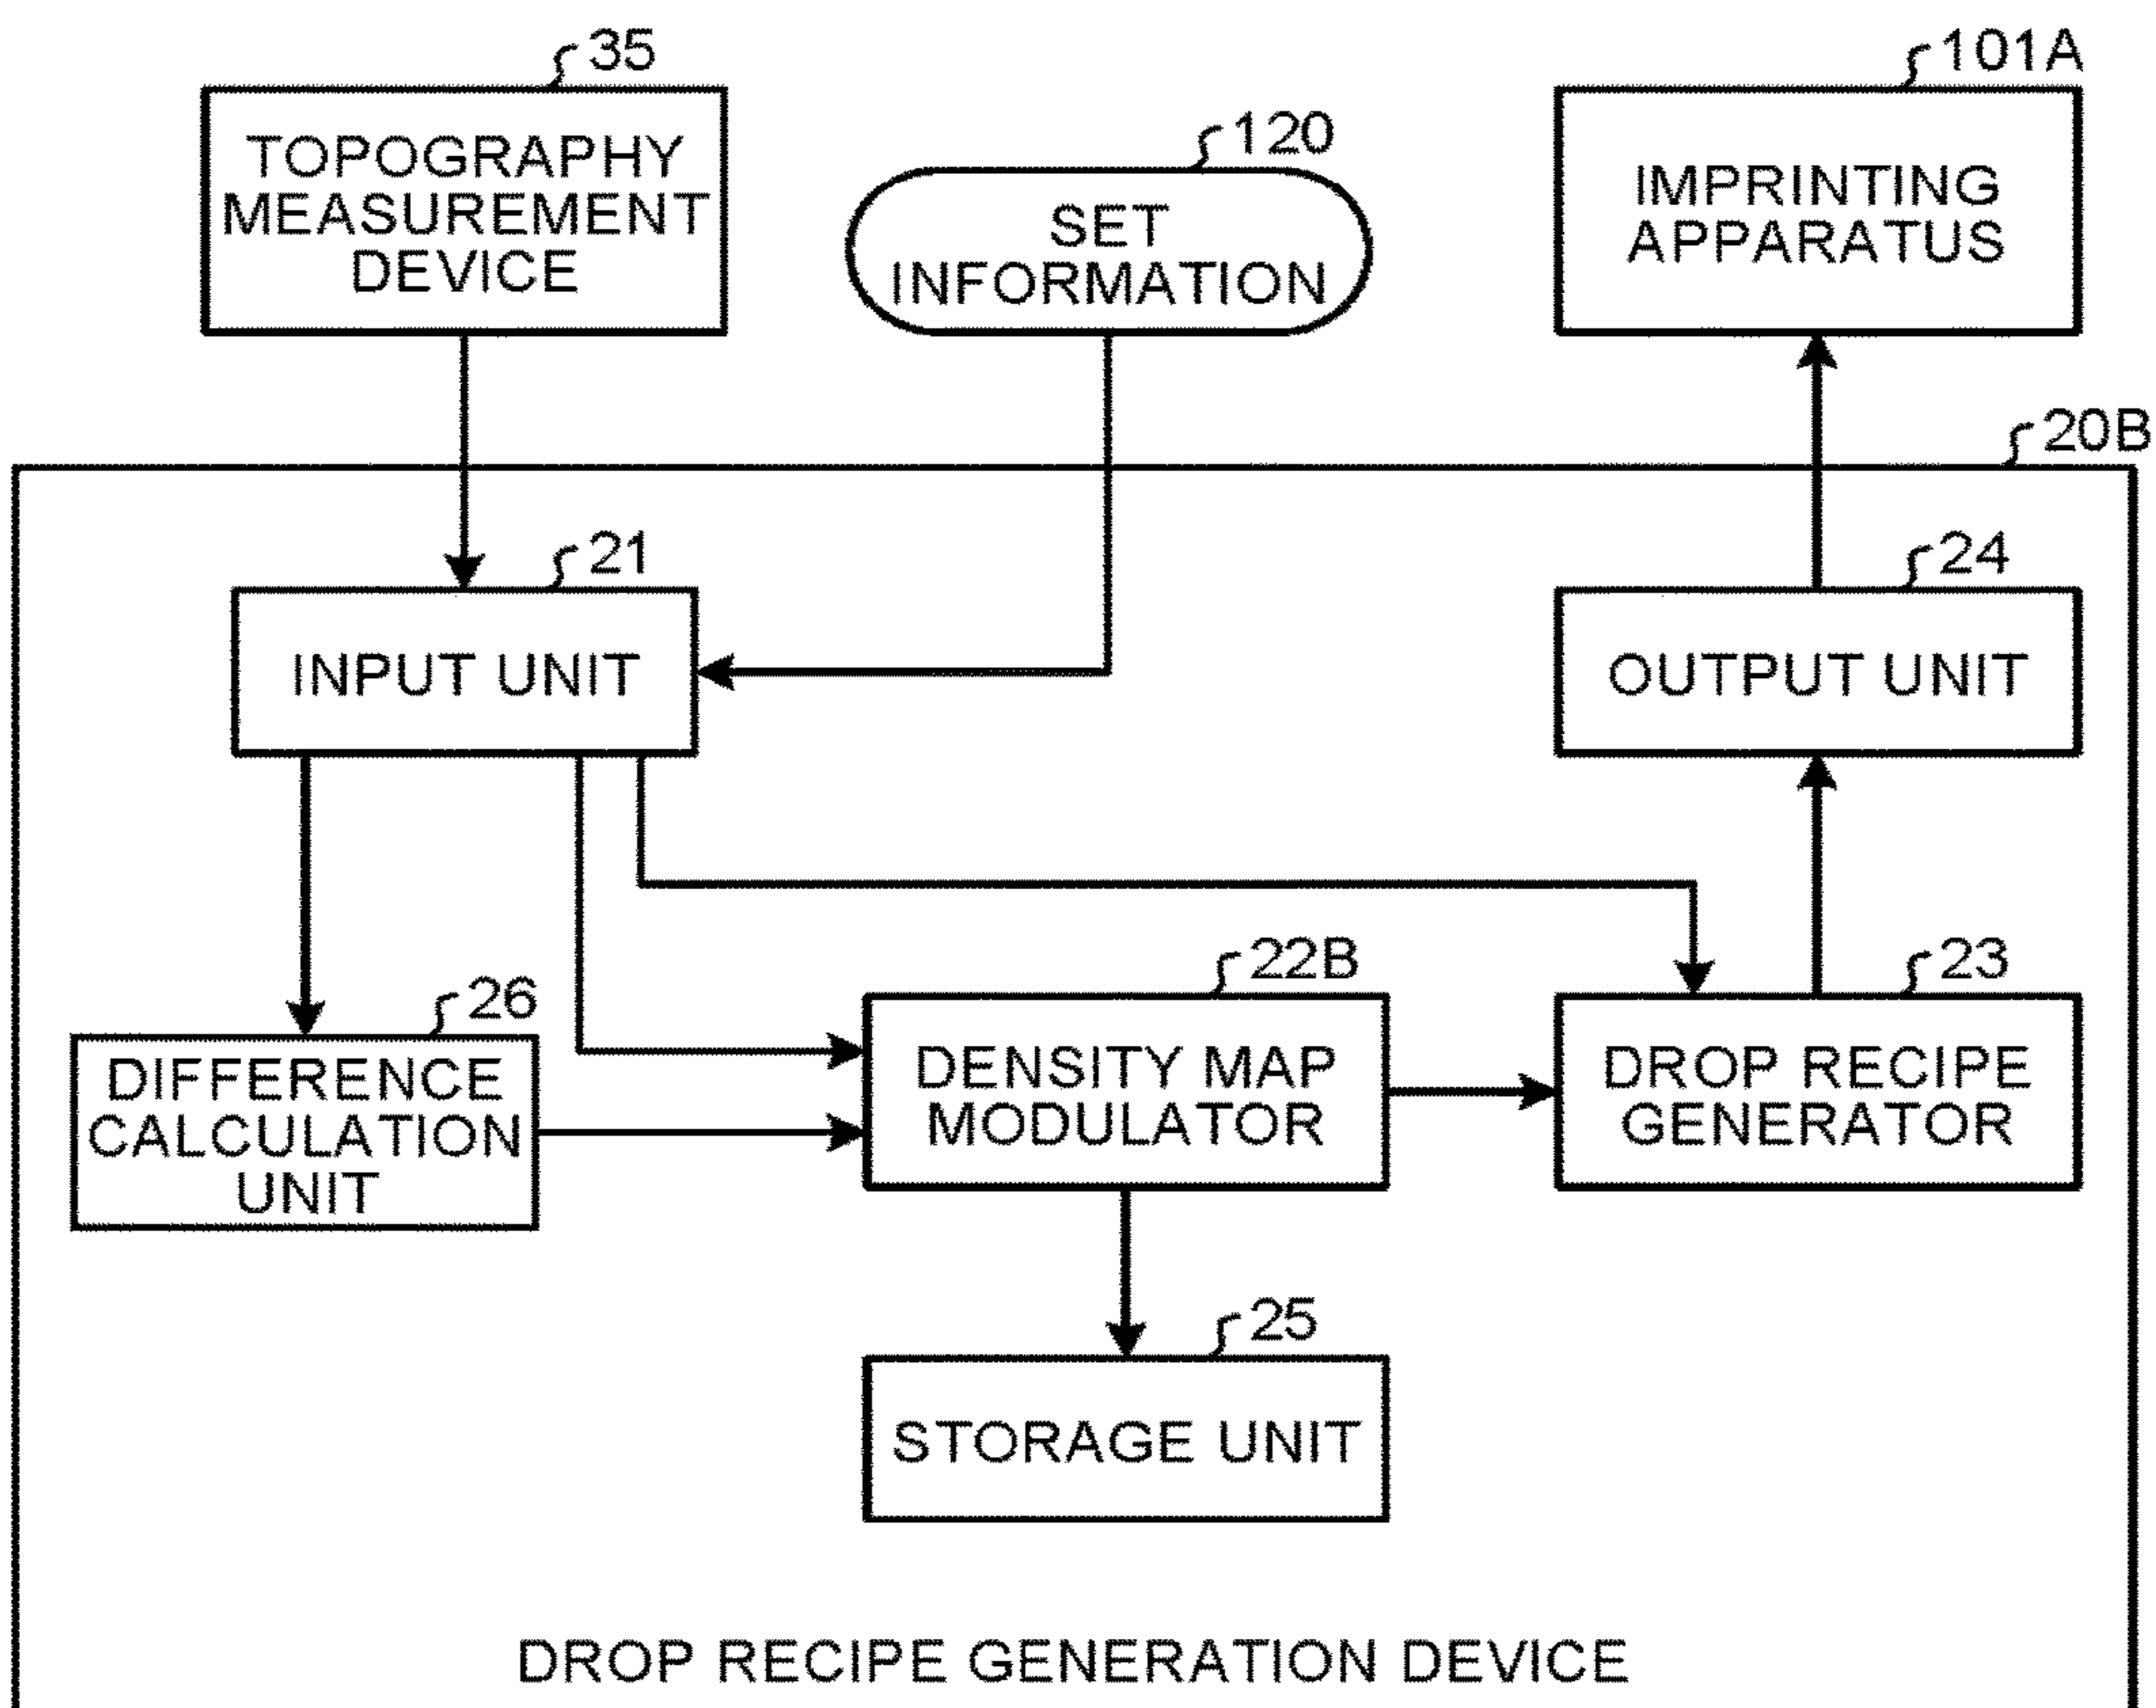 35
TOPOGRAPHY
MEASUREMENT
DEVICE
120
SET
INFORMATION
101A
IMPRINTING
APPARATUS
20B
21
INPUT UNIT
24
OUTPUT UNIT
26
DIFFERENCE
CALCULATION
UNIT
22B
DENSITY MAP
MODULATOR
23
DROP RECIPE
GENERATOR
25
STORAGE UNIT
DROP RECIPE GENERATION DEVICE